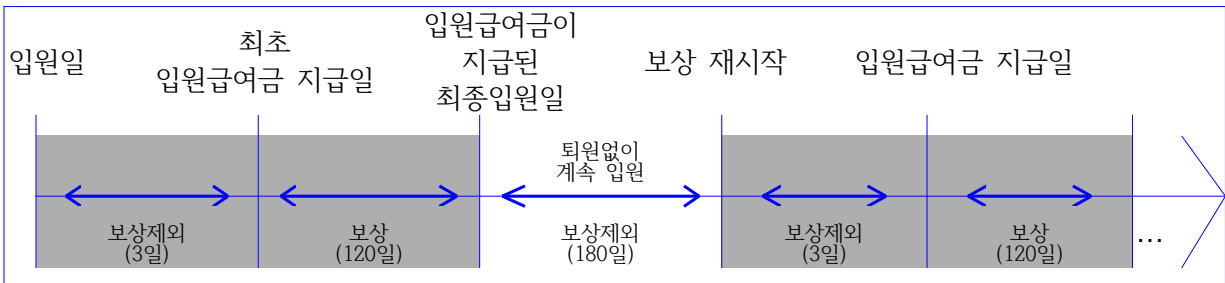 입원일
최초
입원급여금 지급일
입원급여금이
지급된
최종입원일
보상 재시작
입원급여금 지급일
퇴원없이
계속 입원
보상제외
(3일)
보상
(120일)
보상제외
(180일)
보상제외
(3일)
보상
(120일)
...